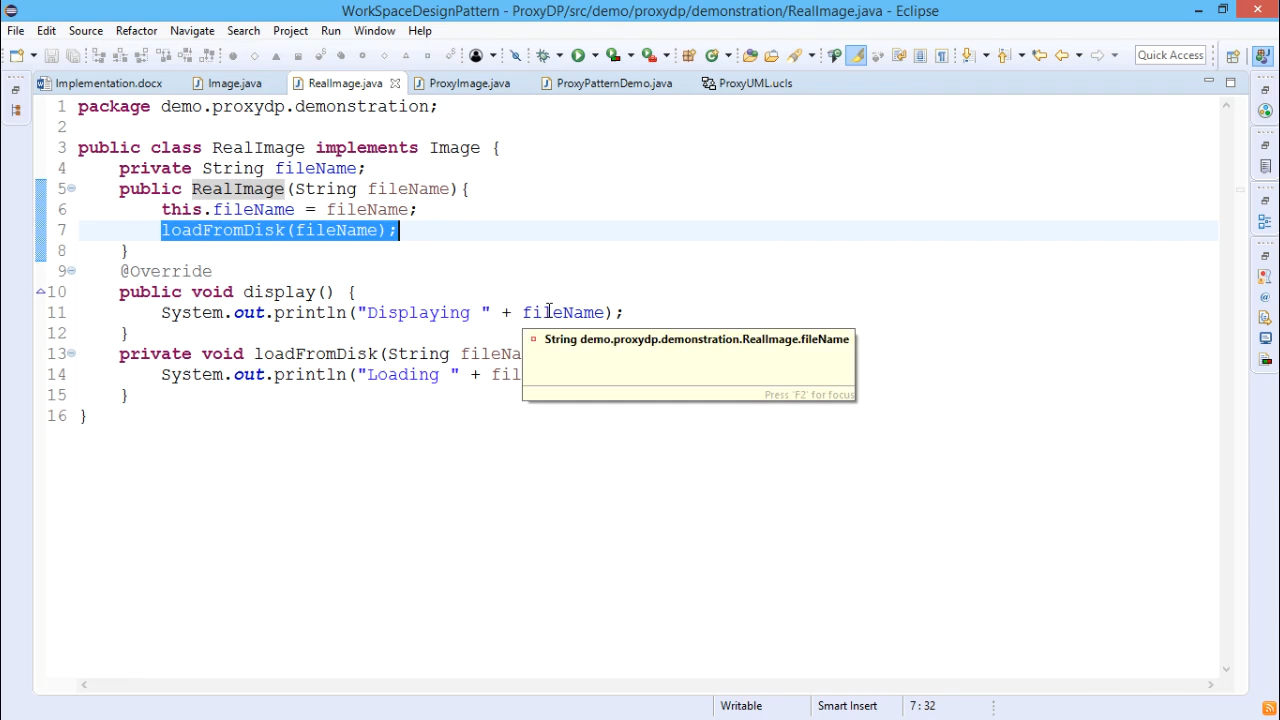 WorkSpaceDesignPattern - ProxyDP/src/demo/proxydp/demonstration/RealImage.java - Eclipse
File Edit Source Refactor Navigate Search Project Run Window Help
Quick Access
Implementation.docx Image.java RealImage.java ProxyImage.java ProxyPatternDemo.java ProxyUML.ucls
1 package demo.proxydp.demonstration;
2
3 public class RealImage implements Image {
4 private String fileName;
5 public RealImage(String fileName){
6 this.fileName = fileName;
7 loadFromDisk(fileName);
8 }
9 @Override
10 public void display() {
11 System.out.println("Displaying " + fileName);
12 }
13 private void loadFromDisk(String fileNa
14 System.out.println("Loading " + fil
15 }
16 }
String demo.proxydp.demonstration.RealImage.fileName
Press 'F2' for focus
Writable Smart Insert 7 : 32